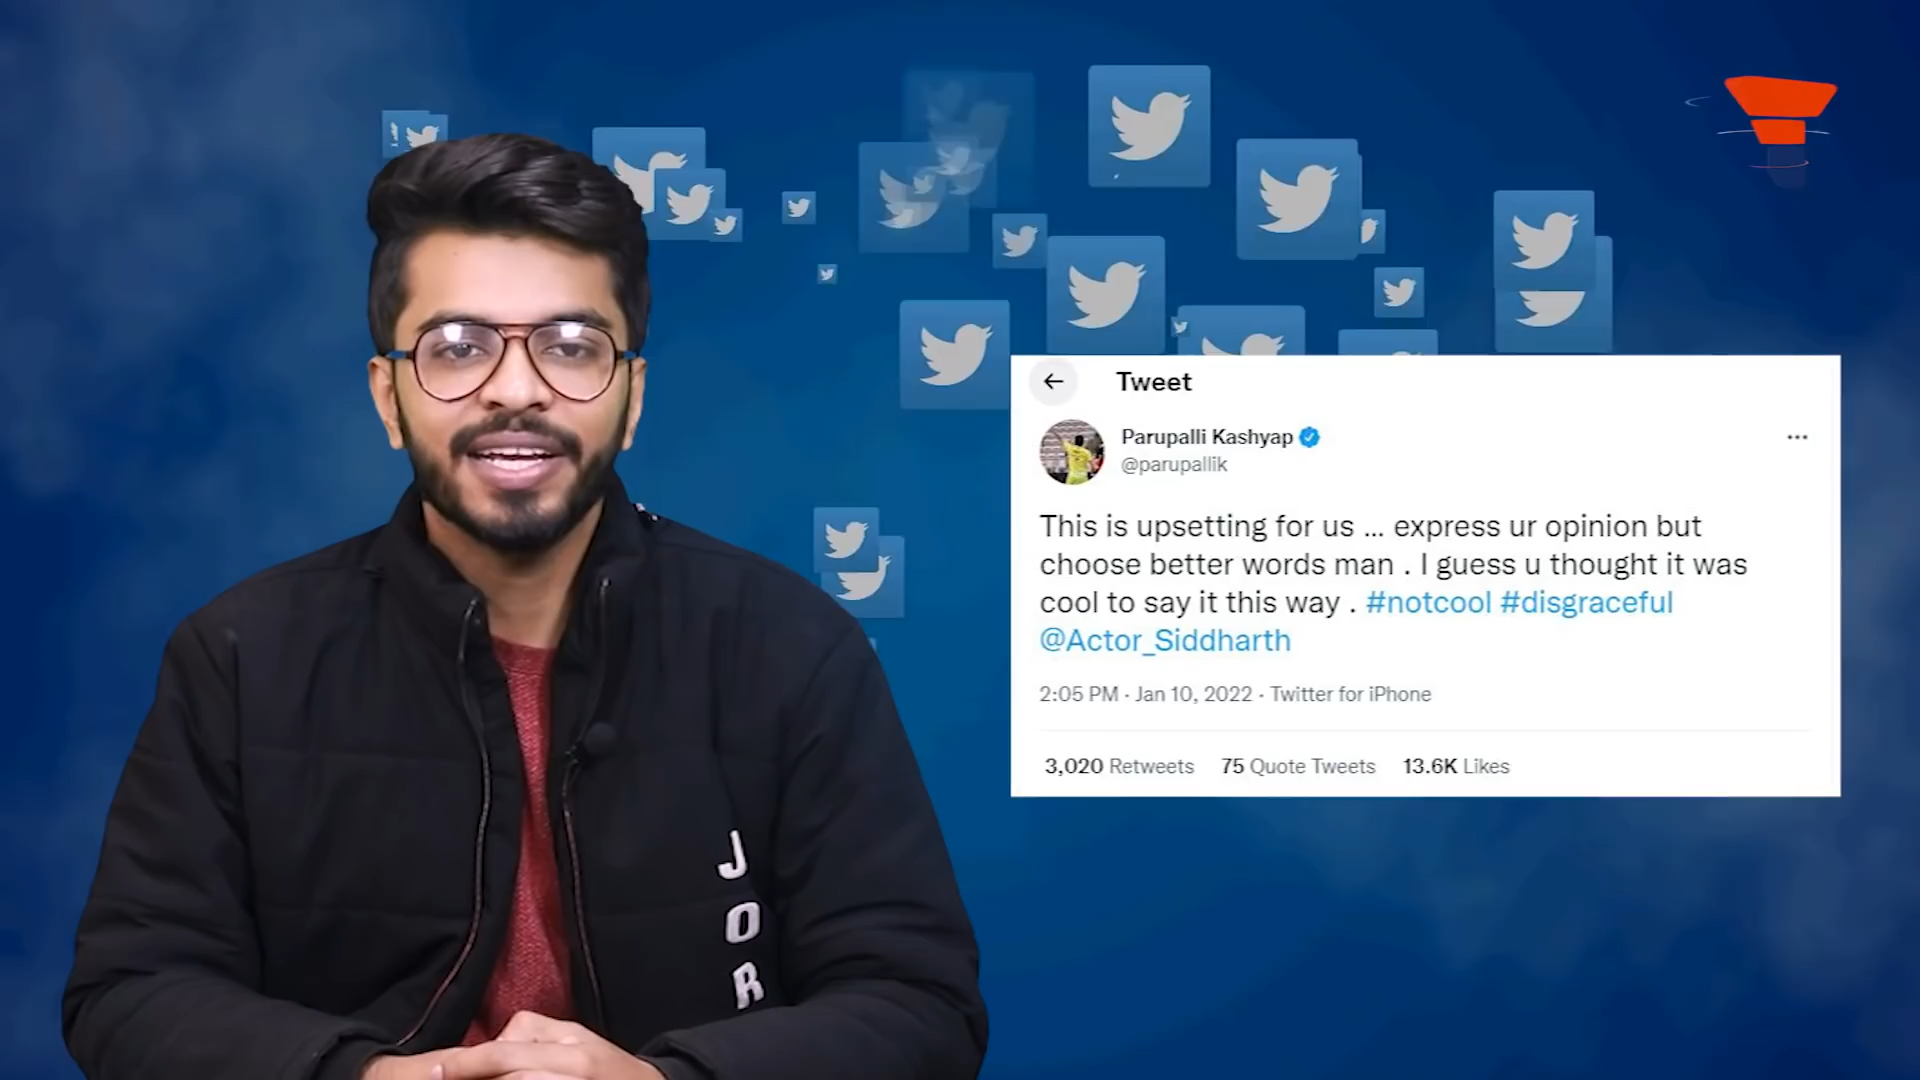 Tweet
Parupalli Kashyap
@parupallik
This is upsetting for us ... express ur opinion but
choose better words man . I guess u thought it was
cool to say it this way . #notcool #disgraceful
@Actor_Siddharth
2:05 PM · Jan 10, 2022 · Twitter for iPhone
3,020 Retweets 75 Quote Tweets 13.6K Likes
J
O
R